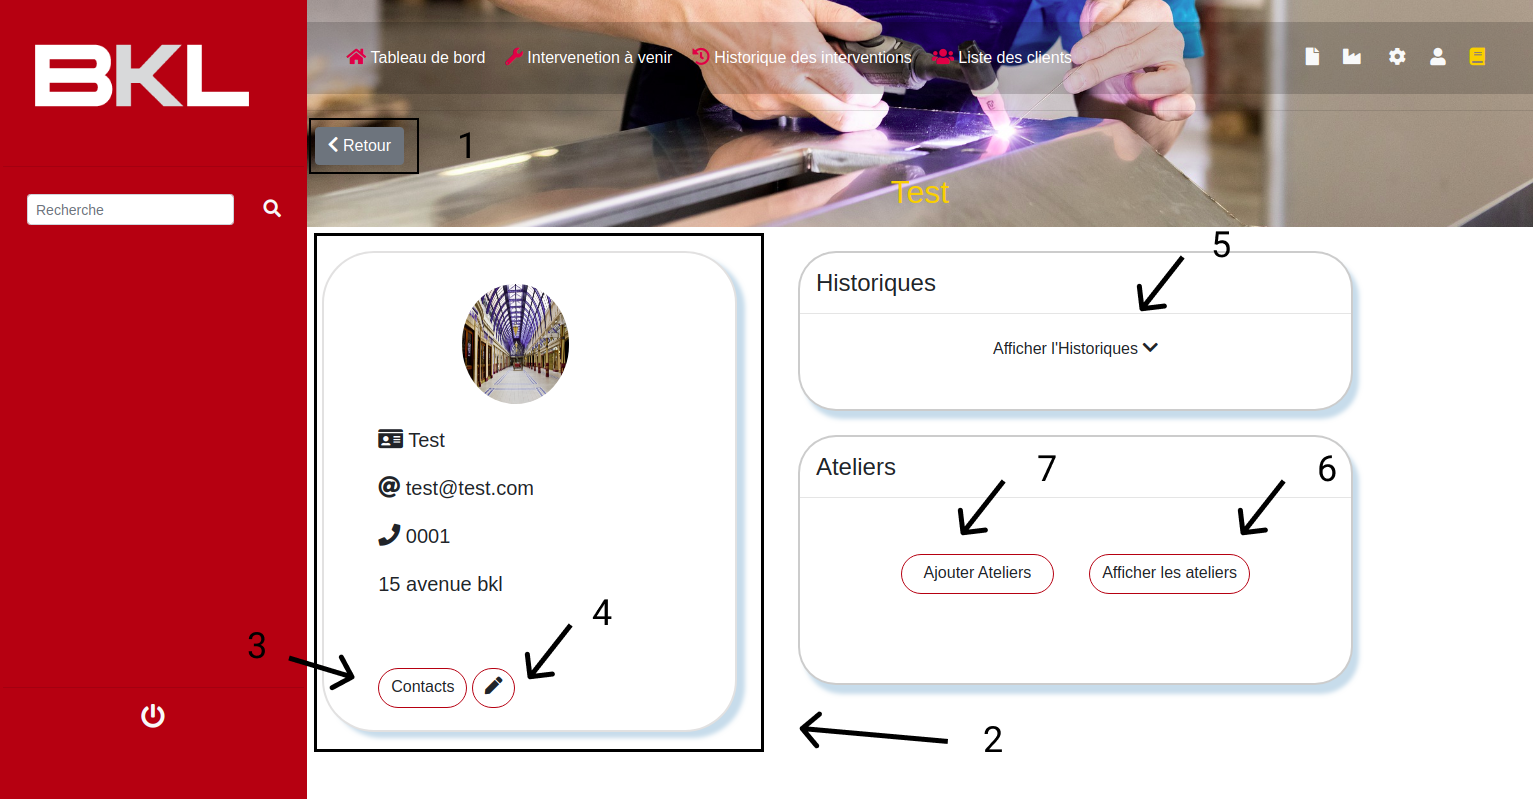 BKL
Tableau de bord Intervenetion à venir Historique des interventions Liste des clients
Retour
1
Test
Recherche
5
Historiques
Afficher l'Historiques
Test
test@test.com
0001
15 avenue bkl
4
3
Contacts
2
Ateliers
7
6
Ajouter Ateliers
Afficher les ateliers